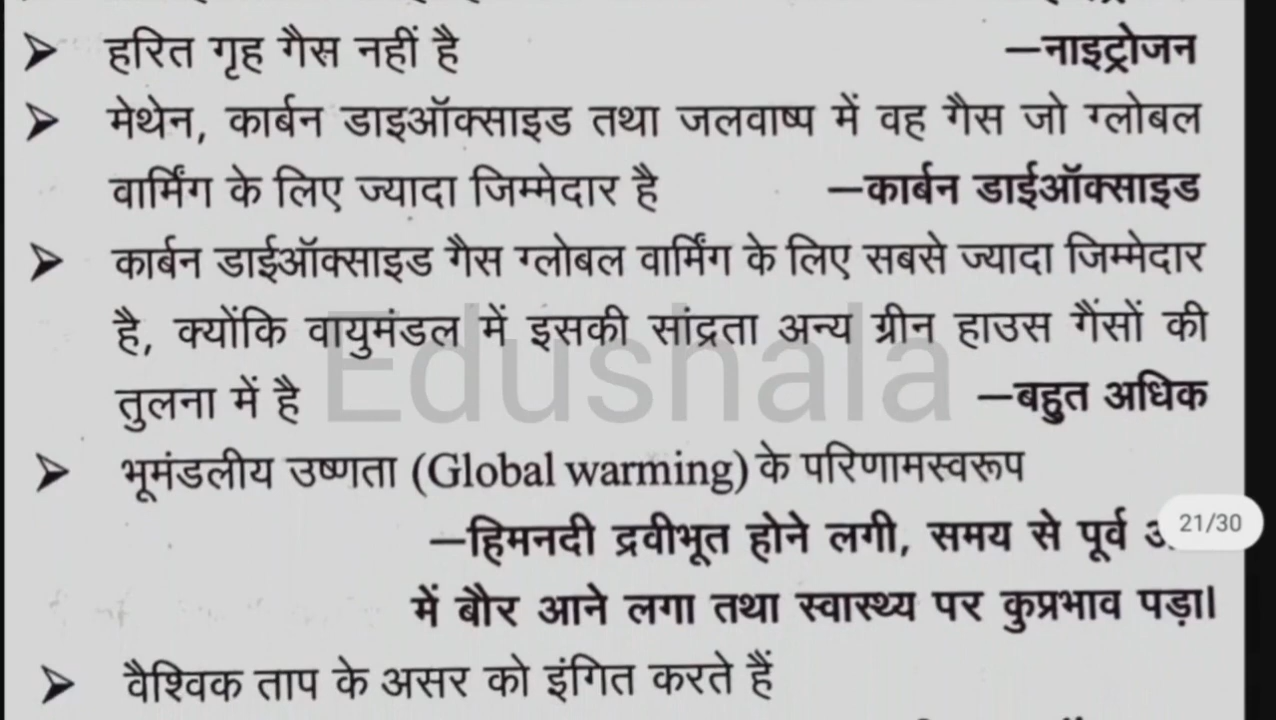 ➤ हरित गृह गैस नहीं है —नाइट्रोजन
➤ मेथेन, कार्बन डाइऑक्साइड तथा जलवाष्प में वह गैस जो ग्लोबल
वार्मिंग के लिए ज्यादा जिम्मेदार है —कार्बन डाईऑक्साइड
➤ कार्बन डाईऑक्साइड गैस ग्लोबल वार्मिंग के लिए सबसे ज्यादा जिम्मेदार
है, क्योंकि वायुमंडल में इसकी सांद्रता अन्य ग्रीन हाउस गैंसों की
Edushala
तुलना में है —बहुत अधिक
➤ भूमंडलीय उष्णता (Global warming) के परिणामस्वरूप
—हिमनदी द्रवीभूत होने लगी, समय से पूर्व
21/30
में बौर आने लगा तथा स्वास्थ्य पर कुप्रभाव पड़ा।
➤ वैश्विक ताप के असर को इंगित करते हैं